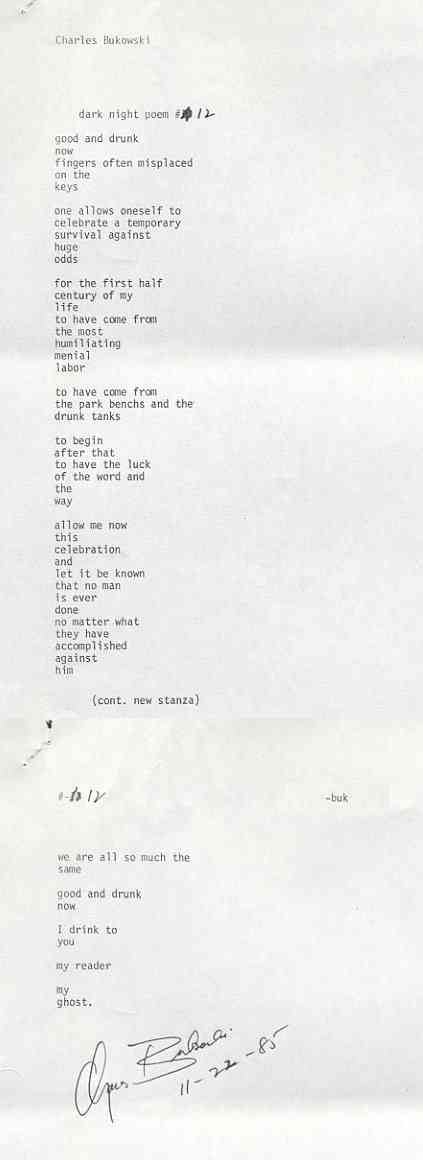 Charles Bukowski
dark night poem # 12
good and drunk
now
fingers often misplaced
on the
keys
one allows oneself to
celebrate a temporary
survival against
huge
odds
for the first half
century of my
life
to have come from
the most
humiliating
menial
labor
to have come from
the park benchs and the
drunk tanks
to begin
after that
to have the luck
of the word and
the
way
allow me now
this
celebration
and
let it be known
that no man
is ever
done
no matter what
they have
accomplished
against
him
(cont. new stanza)
#- 12 -buk
we are all so much the
same
good and drunk
now
I drink to
you
my reader
my
ghost.
Bukowski
11-22-85